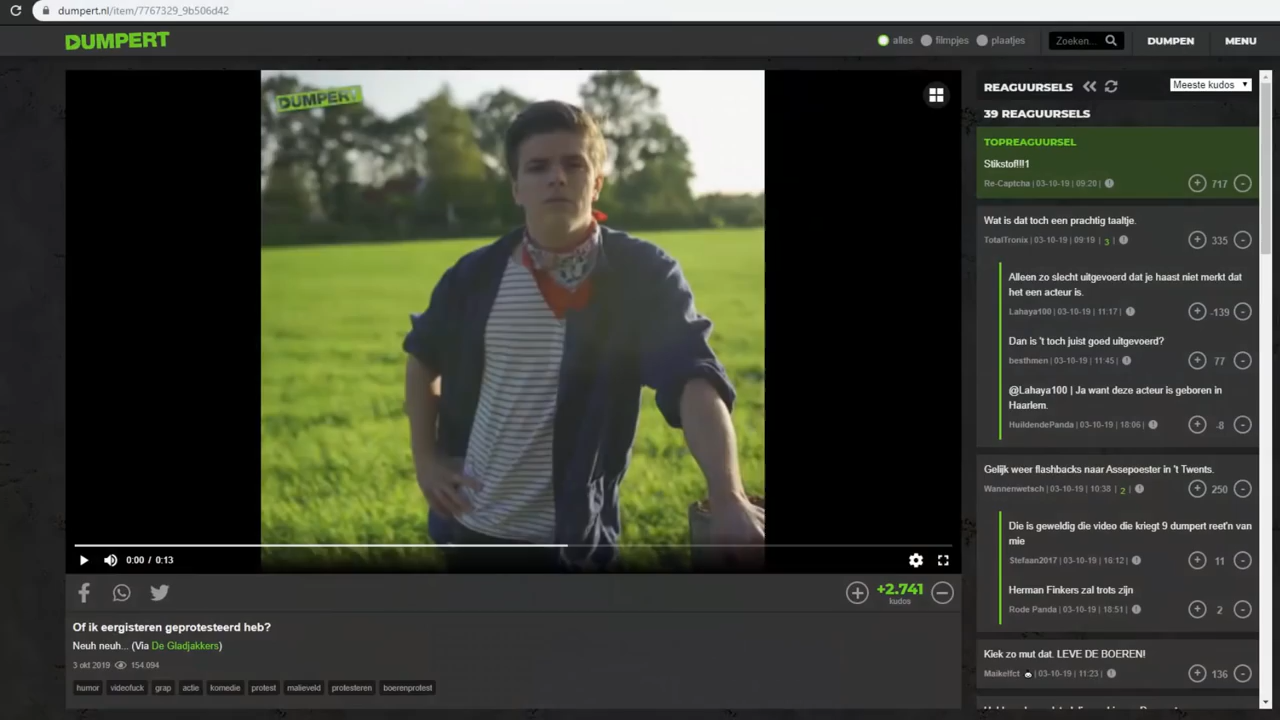 dumpert.nl/item/7767329_9b506d42
DUMPERT
alles
filmpjes
plaatjes
Zoeken...
DUMPEN
MENU
DUMPERT
0:00 / 0:13
+2.741
kudos
Of ik eergisteren geprotesteerd heb?
Neuh neuh... (Via De Gladjakkers)
3 okt 2019 154.094
humor videofuck grap actie komedie protest malieveld protesteren boerenprotest
REAGUURSELS
Meeste kudos
39 REAGUURSELS
TOPREAGUURSEL
Stikstof!!!1
Re-Captcha | 03-10-19 | 09:20 |
717
Wat is dat toch een prachtig taaltje.
TotalTronix | 03-10-19 | 09:19 | 3 |
335
Alleen zo slecht uitgevoerd dat je haast niet merkt dat
het een acteur is.
Lahaya100 | 03-10-19 | 11:17 |
-139
Dan is 't toch juist goed uitgevoerd?
besthmen | 03-10-19 | 11:45 |
77
@Lahaya100 | Ja want deze acteur is geboren in
Haarlem.
HuildendePanda | 03-10-19 | 18:06 |
-8
Gelijk weer flashbacks naar Assepoester in 't Twents.
Wannenwetsch | 03-10-19 | 10:38 | 2 |
250
Die is geweldig die video die kriegt 9 dumpert reet'n van
mie
Stefaan2017 | 03-10-19 | 16:12 |
11
Herman Finkers zal trots zijn
Rode Panda | 03-10-19 | 18:51 |
2
Kiek zo mut dat. LEVE DE BOEREN!
Maikelfct | 03-10-19 | 11:23 |
136